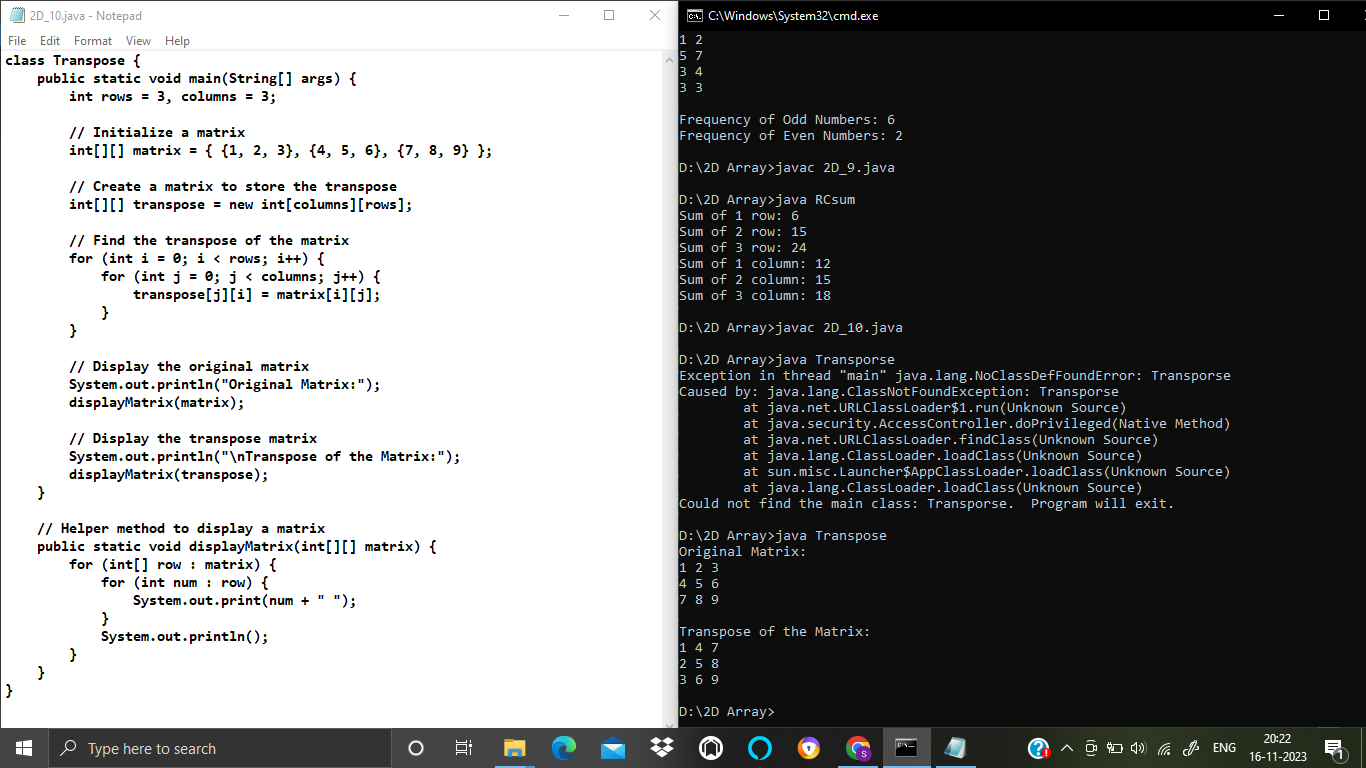 2D_10.java - Notepad
File Edit Format View Help
class Transpose {
    public static void main(String[] args) {
        int rows = 3, columns = 3;

        // Initialize a matrix
        int[][] matrix = { {1, 2, 3}, {4, 5, 6}, {7, 8, 9} };

        // Create a matrix to store the transpose
        int[][] transpose = new int[columns][rows];

        // Find the transpose of the matrix
        for (int i = 0; i < rows; i++) {
            for (int j = 0; j < columns; j++) {
                transpose[j][i] = matrix[i][j];
            }
        }

        // Display the original matrix
        System.out.println("Original Matrix:");
        displayMatrix(matrix);

        // Display the transpose matrix
        System.out.println("\nTranspose of the Matrix:");
        displayMatrix(transpose);
    }

    // Helper method to display a matrix
    public static void displayMatrix(int[][] matrix) {
        for (int[] row : matrix) {
            for (int num : row) {
                System.out.print(num + " ");
            }
            System.out.println();
        }
    }
}
C:\Windows\System32\cmd.exe
1 2
5 7
3 4
3 3

Frequency of Odd Numbers: 6
Frequency of Even Numbers: 2

D:\2D Array>javac 2D_9.java

D:\2D Array>java RCsum
Sum of 1 row: 6
Sum of 2 row: 15
Sum of 3 row: 24
Sum of 1 column: 12
Sum of 2 column: 15
Sum of 3 column: 18

D:\2D Array>javac 2D_10.java

D:\2D Array>java Transporse
Exception in thread "main" java.lang.NoClassDefFoundError: Transporse
Caused by: java.lang.ClassNotFoundException: Transporse
        at java.net.URLClassLoader$1.run(Unknown Source)
        at java.security.AccessController.doPrivileged(Native Method)
        at java.net.URLClassLoader.findClass(Unknown Source)
        at java.lang.ClassLoader.loadClass(Unknown Source)
        at sun.misc.Launcher$AppClassLoader.loadClass(Unknown Source)
        at java.lang.ClassLoader.loadClass(Unknown Source)
Could not find the main class: Transporse.  Program will exit.

D:\2D Array>java Transpose
Original Matrix:
1 2 3
4 5 6
7 8 9

Transpose of the Matrix:
1 4 7
2 5 8
3 6 9

D:\2D Array>
Type here to search
S
ENG
20:22
16-11-2023
1